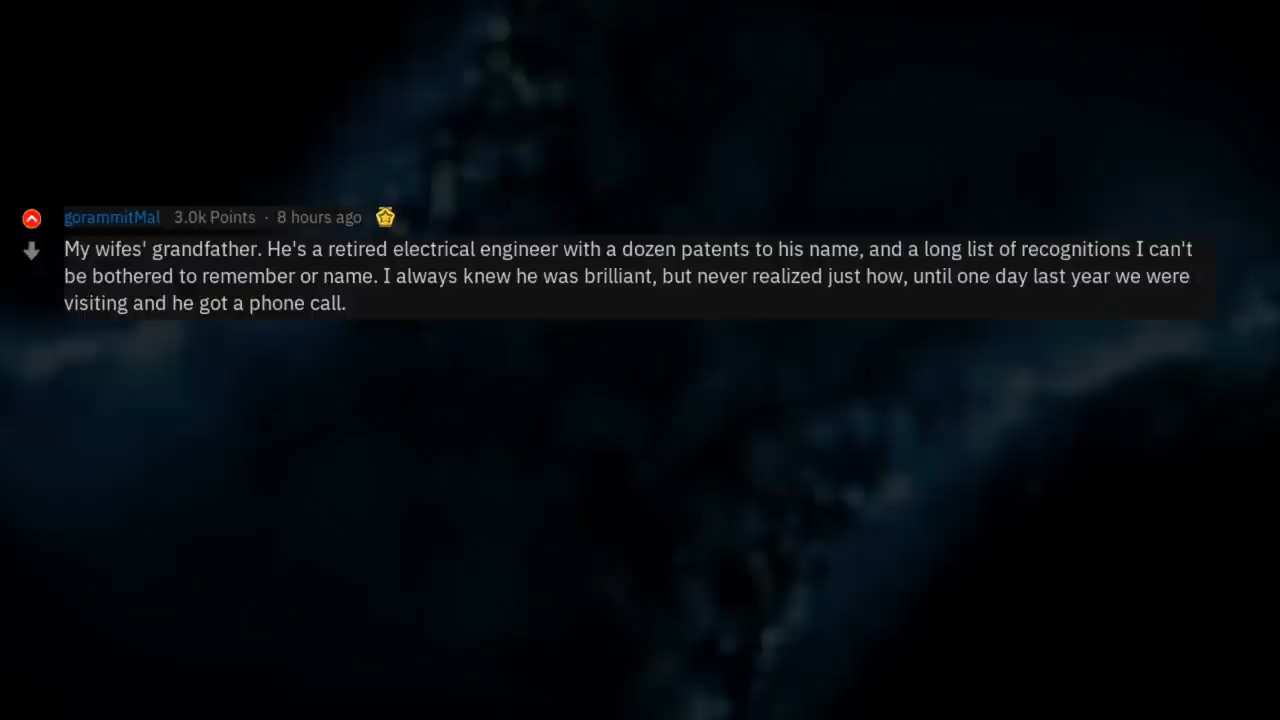 gorammitMal 3.0k Points · 8 hours ago
My wifes' grandfather. He's a retired electrical engineer with a dozen patents to his name, and a long list of recognitions I can't
be bothered to remember or name. I always knew he was brilliant, but never realized just how, until one day last year we were
visiting and he got a phone call.